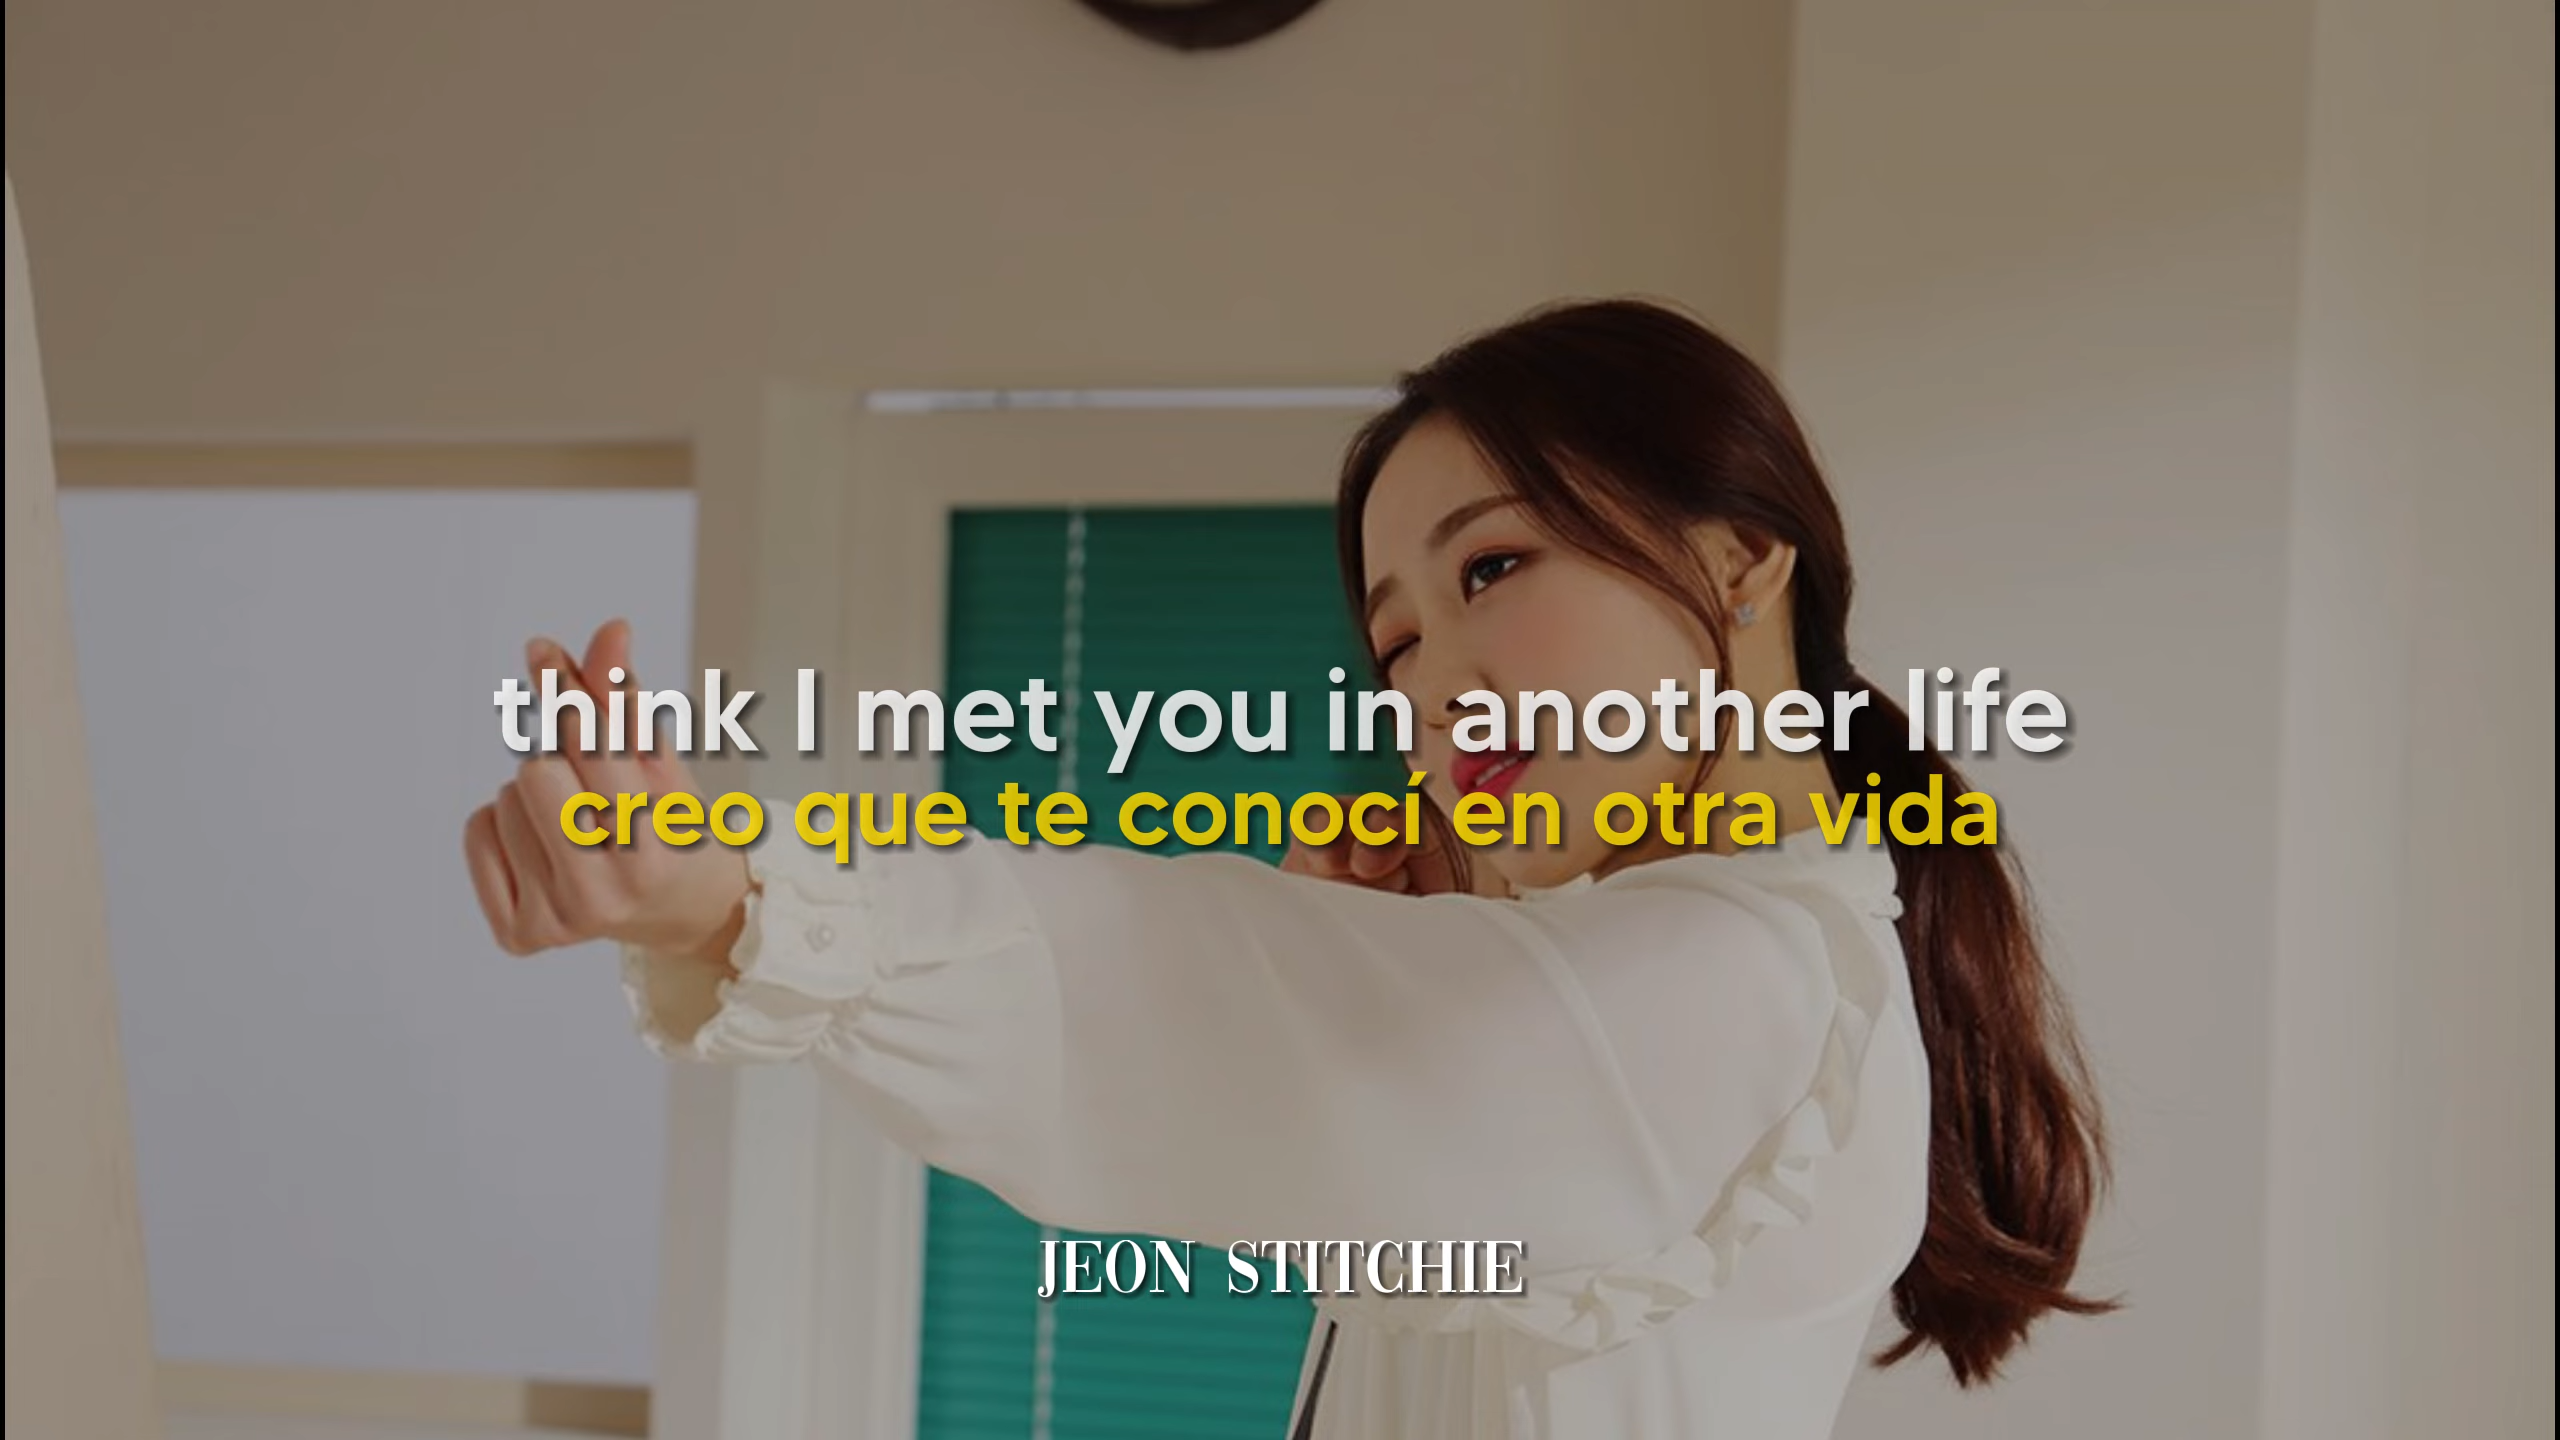 think I met you in another life
creo que te conocí en otra vida
JEON STITCHIE